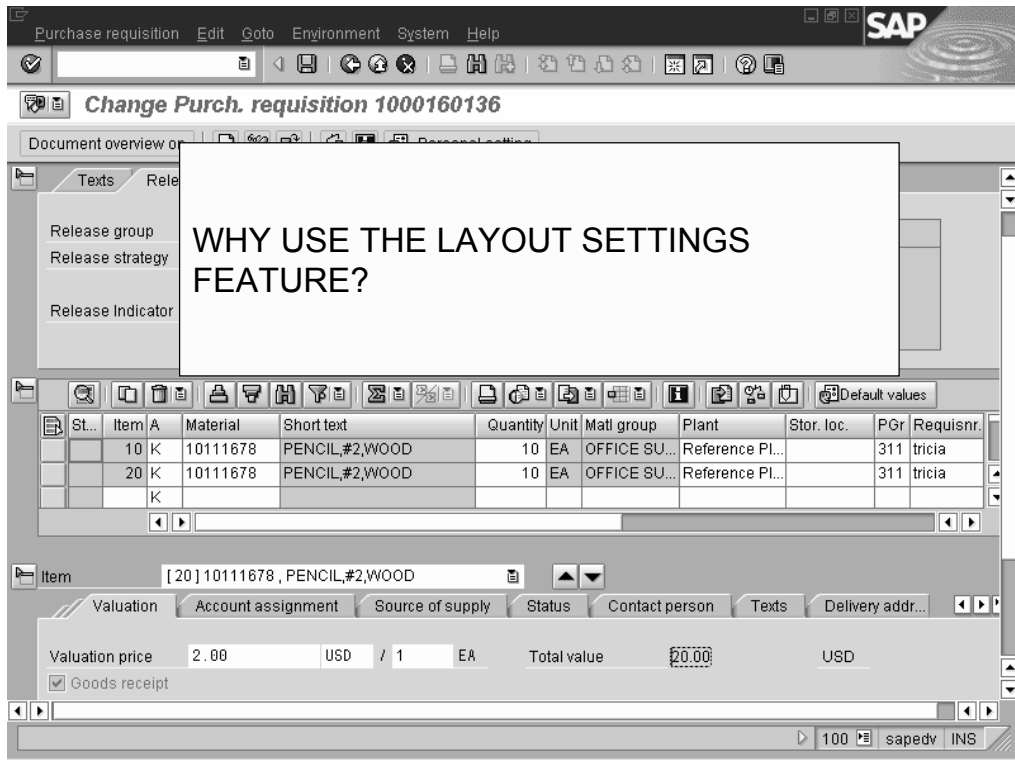 Purchase requisition Edit Goto Environment System Help
SAP
Change Purch. requisition 1000160136
Document overview on Personal setting
Texts Rele
Release group
Release strategy
Release Indicator
WHY USE THE LAYOUT SETTINGS
FEATURE?
Default values
St... Item A Material Short text Quantity Unit Matl group Plant Stor. loc. PGr Requisnr.
10 K 10111678 PENCIL,#2,WOOD 10 EA OFFICE SU... Reference Pl... 311 tricia
20 K 10111678 PENCIL,#2,WOOD 10 EA OFFICE SU... Reference Pl... 311 tricia
K
Item [ 20 ] 10111678 , PENCIL,#2,WOOD
Valuation Account assignment Source of supply Status Contact person Texts Delivery addr...
Valuation price 2.00 USD / 1 EA Total value 20.00 USD
Goods receipt
100 sapedv INS